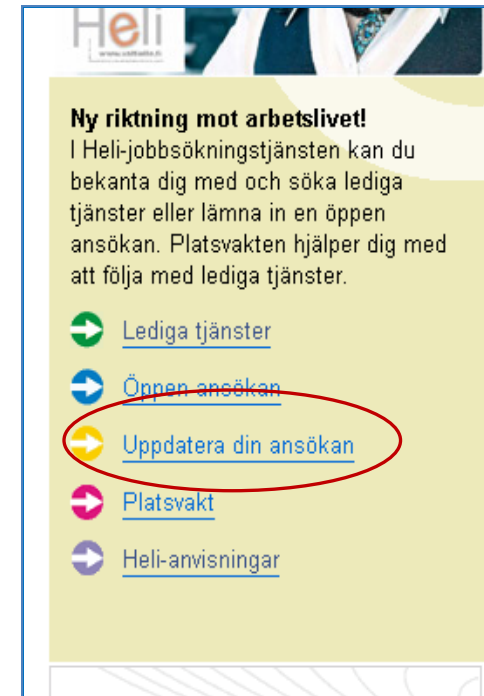 Heli
Ny riktning mot arbetslivet!
I Heli-jobbsökningstjänsten kan du
bekanta dig med och söka lediga
tjänster eller lämna in en öppen
ansökan. Platsvakten hjälper dig med
att följa med lediga tjänster.
Lediga tjänster
Öppen ansökan
Uppdatera din ansökan
Platsvakt
Heli-anvisningar